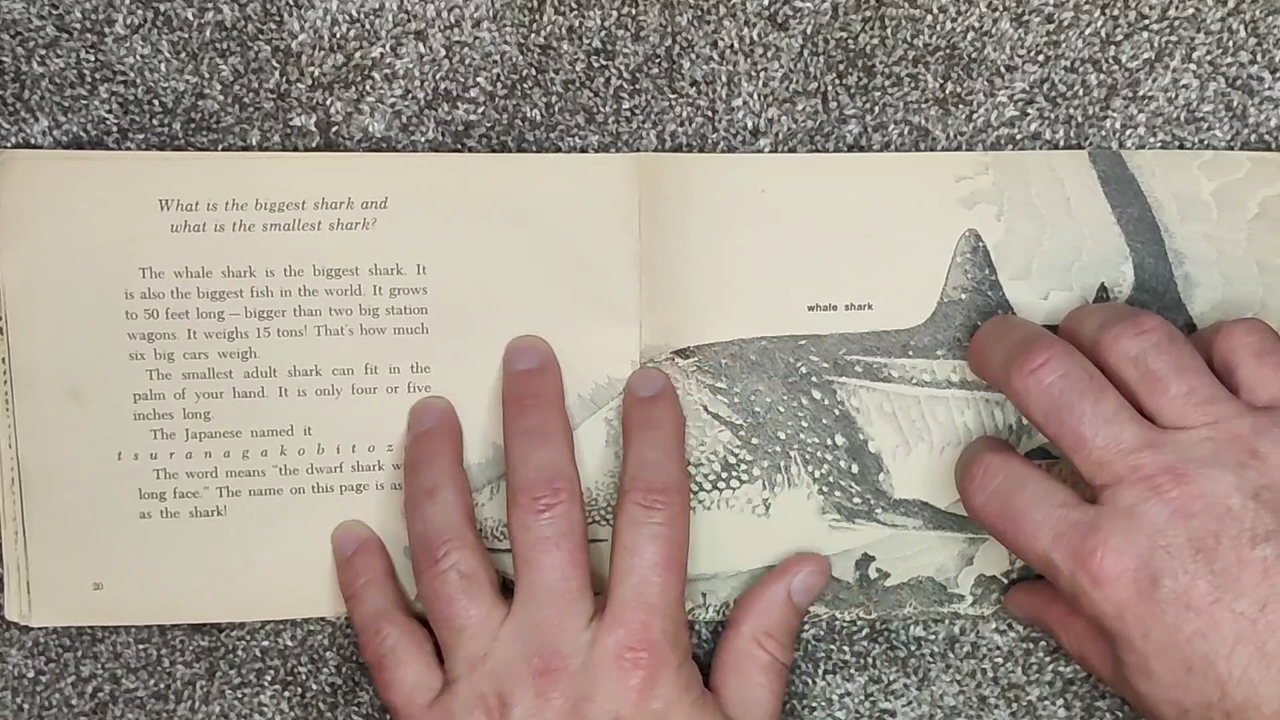 What is the biggest shark and
what is the smallest shark?
The whale shark is the biggest shark. It
is also the biggest fish in the world. It grows
to 50 feet long — bigger than two big station
wagons. It weighs 15 tons! That's how much
six big cars weigh.
The smallest adult shark can fit in the
palm of your hand. It is only four or five
inches long.
The Japanese named it
t s u r a n a g a k o b i t o z
The word means "the dwarf shark
long face." The name on this page is as
as the shark!
20
whale shark